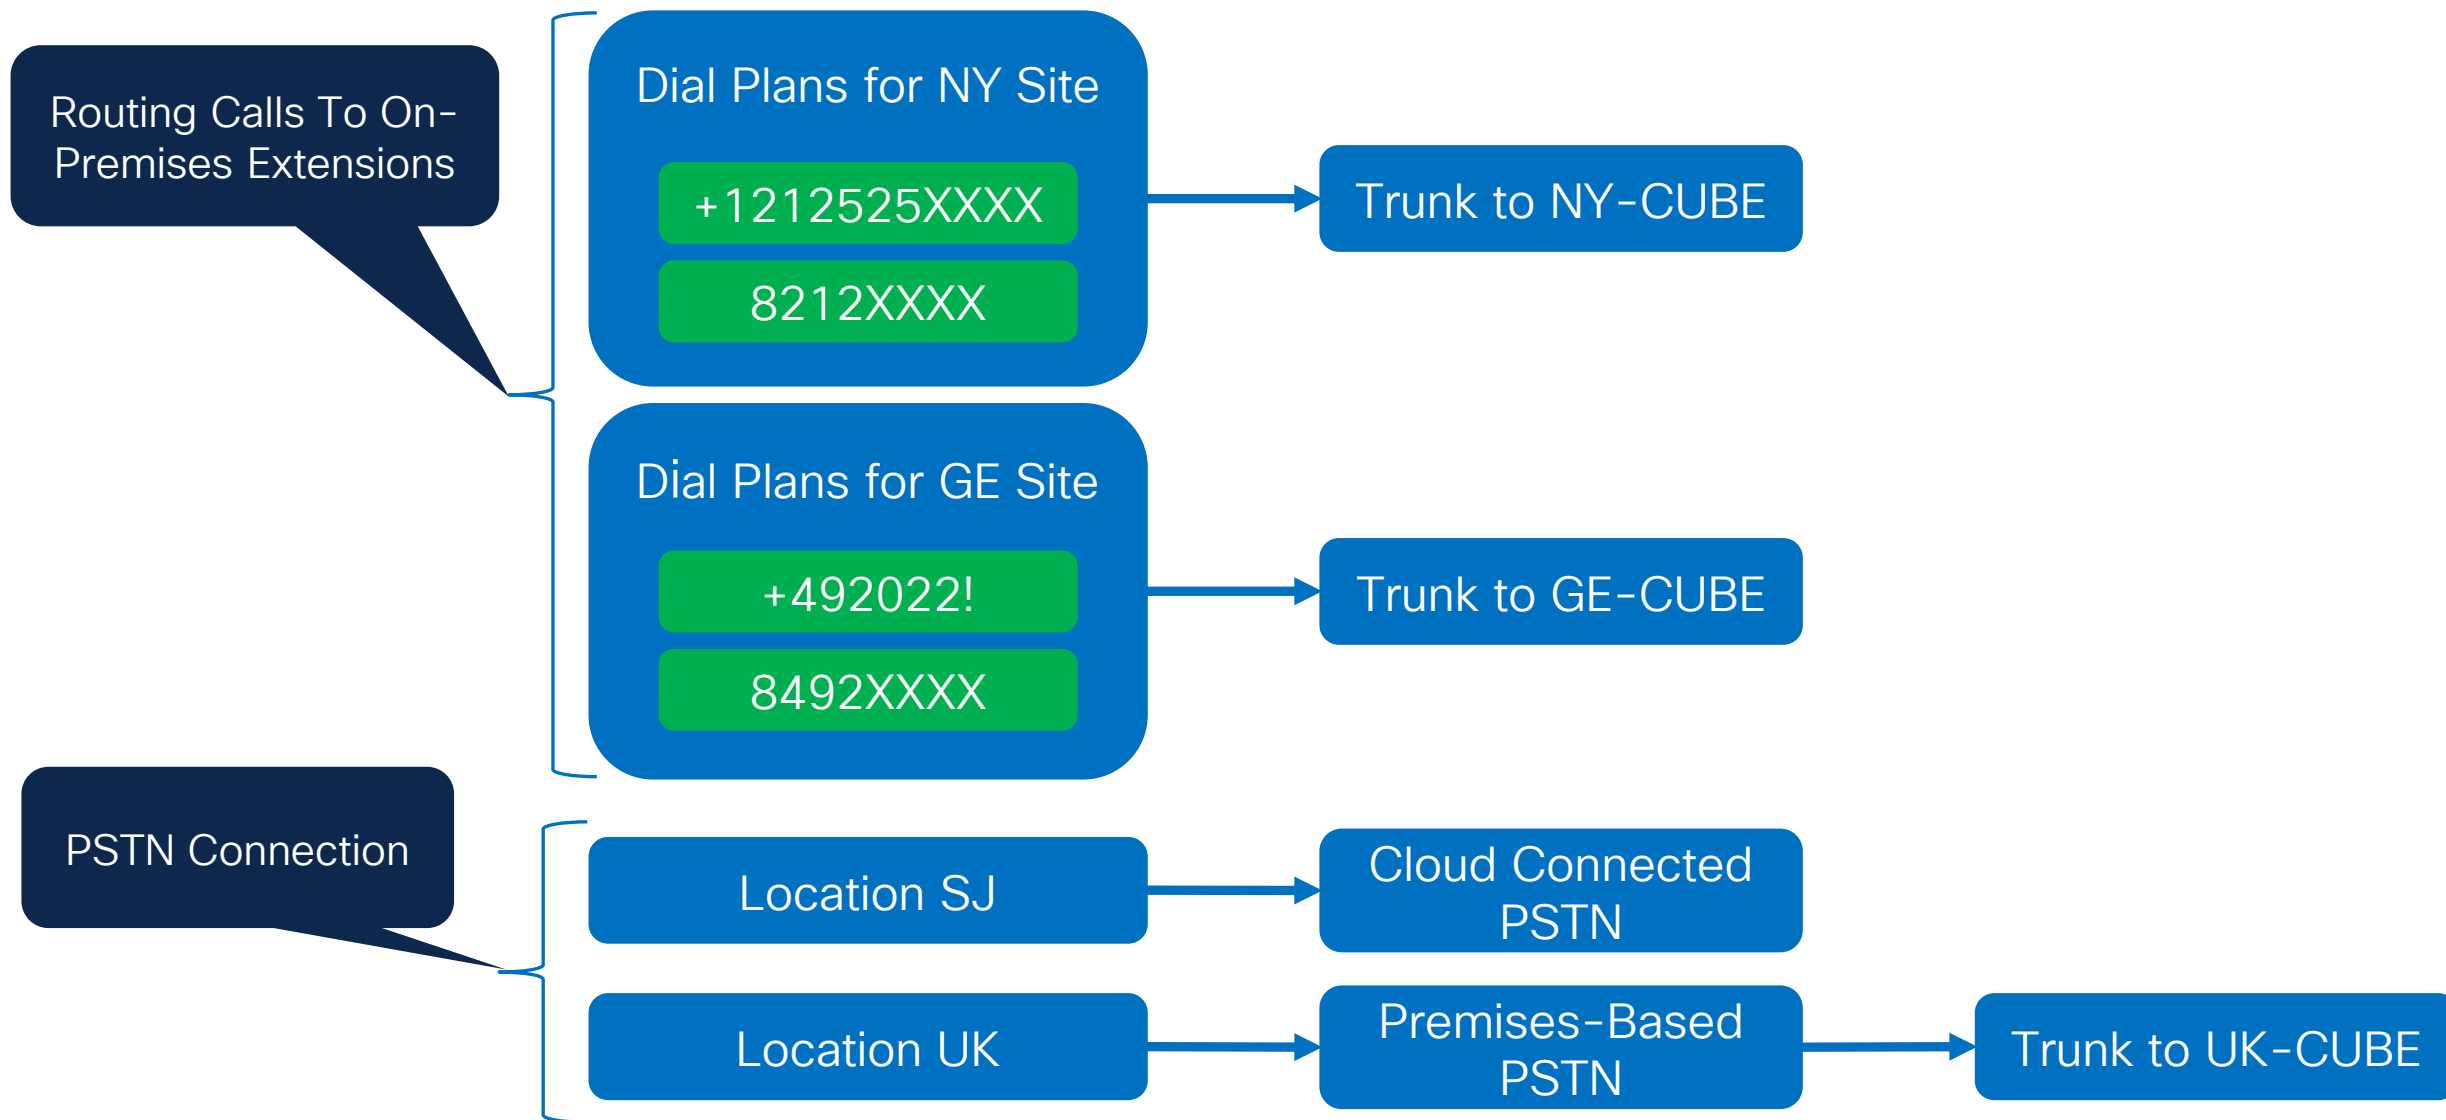 Routing Calls To On-
Premises Extensions
Dial Plans for NY Site
+1212525XXXX
8212XXXX
Trunk to NY-CUBE
Dial Plans for GE Site
+492022!
8492XXXX
Trunk to GE-CUBE
PSTN Connection
Location SJ
Cloud Connected
PSTN
Location UK
Premises-Based
PSTN
Trunk to UK-CUBE